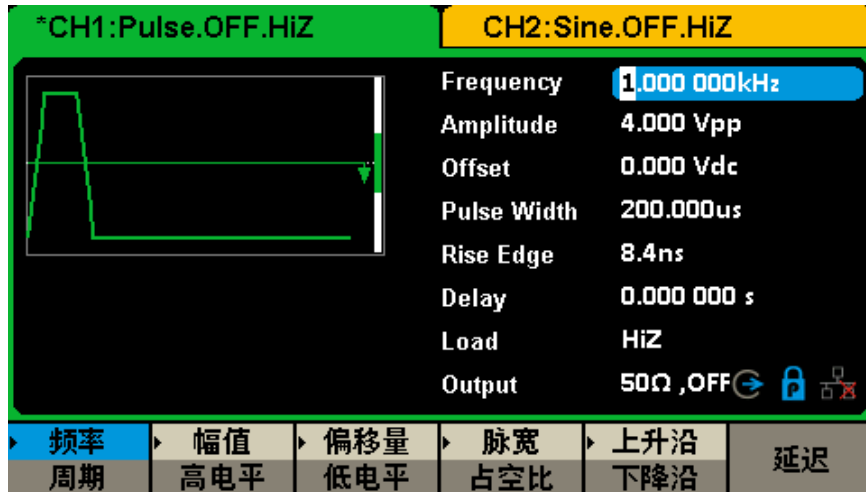 *CH1:Pulse.OFF.HiZ CH2:Sine.OFF.HiZ
Frequency 1.000 000kHz
Amplitude 4.000 Vpp
Offset 0.000 Vdc
Pulse Width 200.000us
Rise Edge 8.4ns
Delay 0.000 000 s
Load HiZ
Output 50Ω ,OFF P
频率 幅值 偏移量 脉宽 上升沿 延迟
周期 高电平 低电平 占空比 下降沿